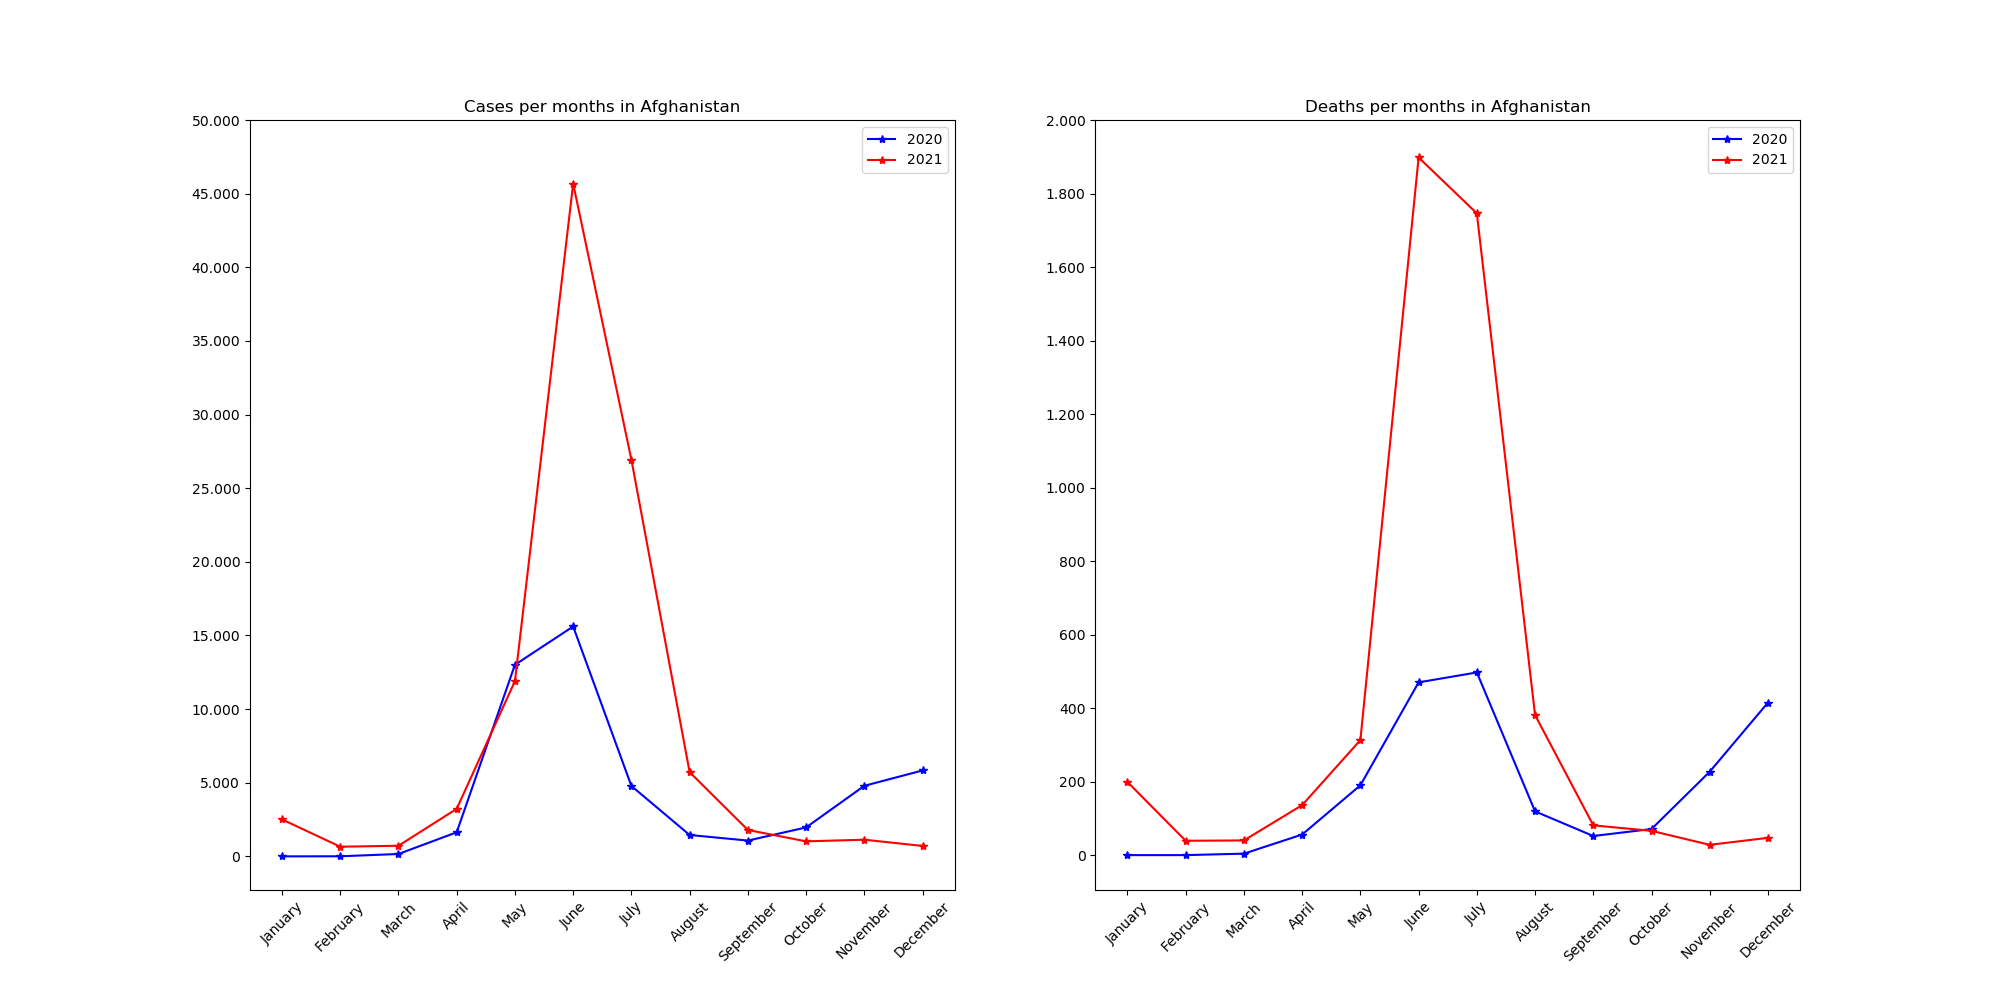 Cases per months in Afghanistan
50.000
45.000
40.000
35.000
30.000
25.000
20.000
15.000
10.000
5.000
0
2020
2021
January
February
March
April
May
June
July
August
September
October
November
December
Deaths per months in Afghanistan
2.000
1.800
1.600
1.400
1.200
1.000
800
600
400
200
0
2020
2021
January
February
March
April
May
June
July
August
September
October
November
December